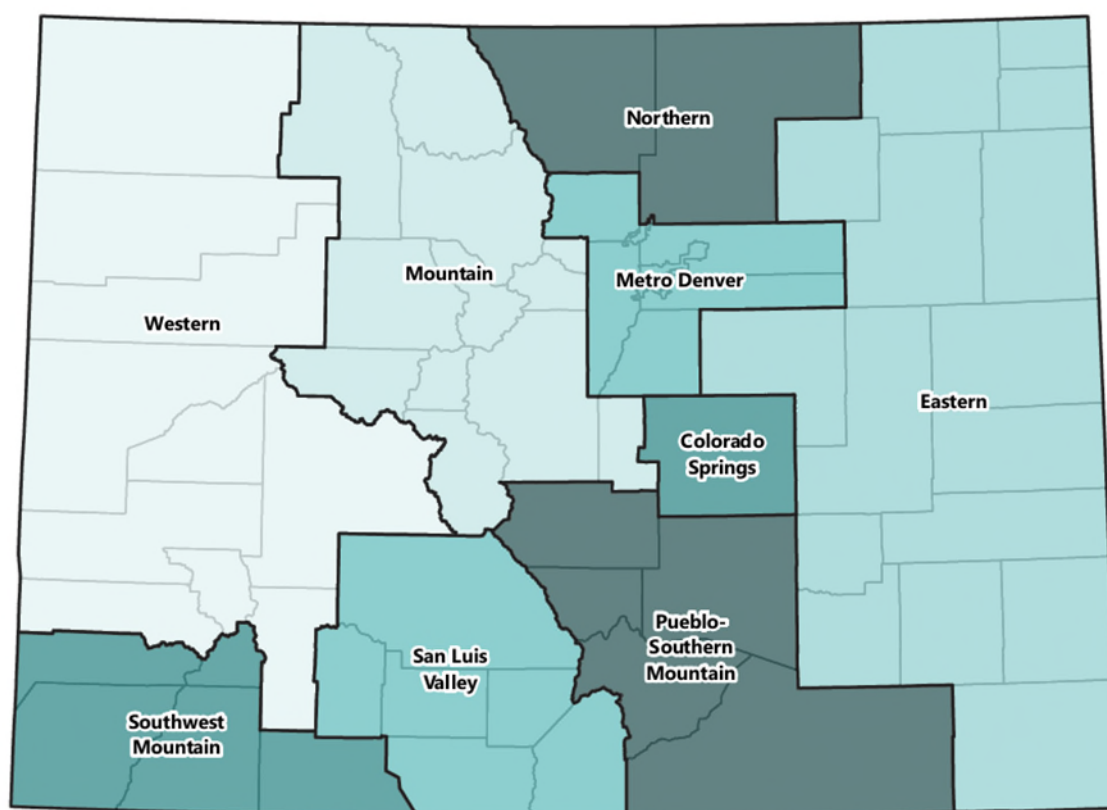 Northern
Mountain
Metro Denver
Western
Eastern
Colorado
Springs
Pueblo-
Southern
Mountain
San Luis
Valley
Southwest
Mountain